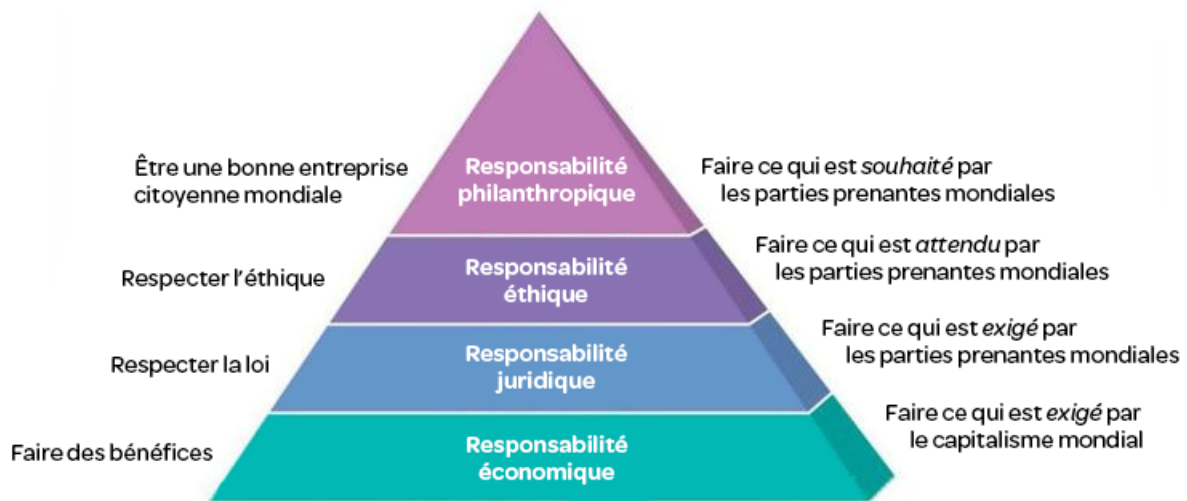 Être une bonne entreprise
citoyenne mondiale
Responsabilité
philanthropique
Faire ce qui est souhaité par
les parties prenantes mondiales
Respecter l'éthique
Responsabilité
éthique
Faire ce qui est attendu par
les parties prenantes mondiales
Respecter la loi
Responsabilité
juridique
Faire ce qui est exigé par
les parties prenantes mondiales
Faire des bénéfices
Responsabilité
économique
Faire ce qui est exigé par
le capitalisme mondial